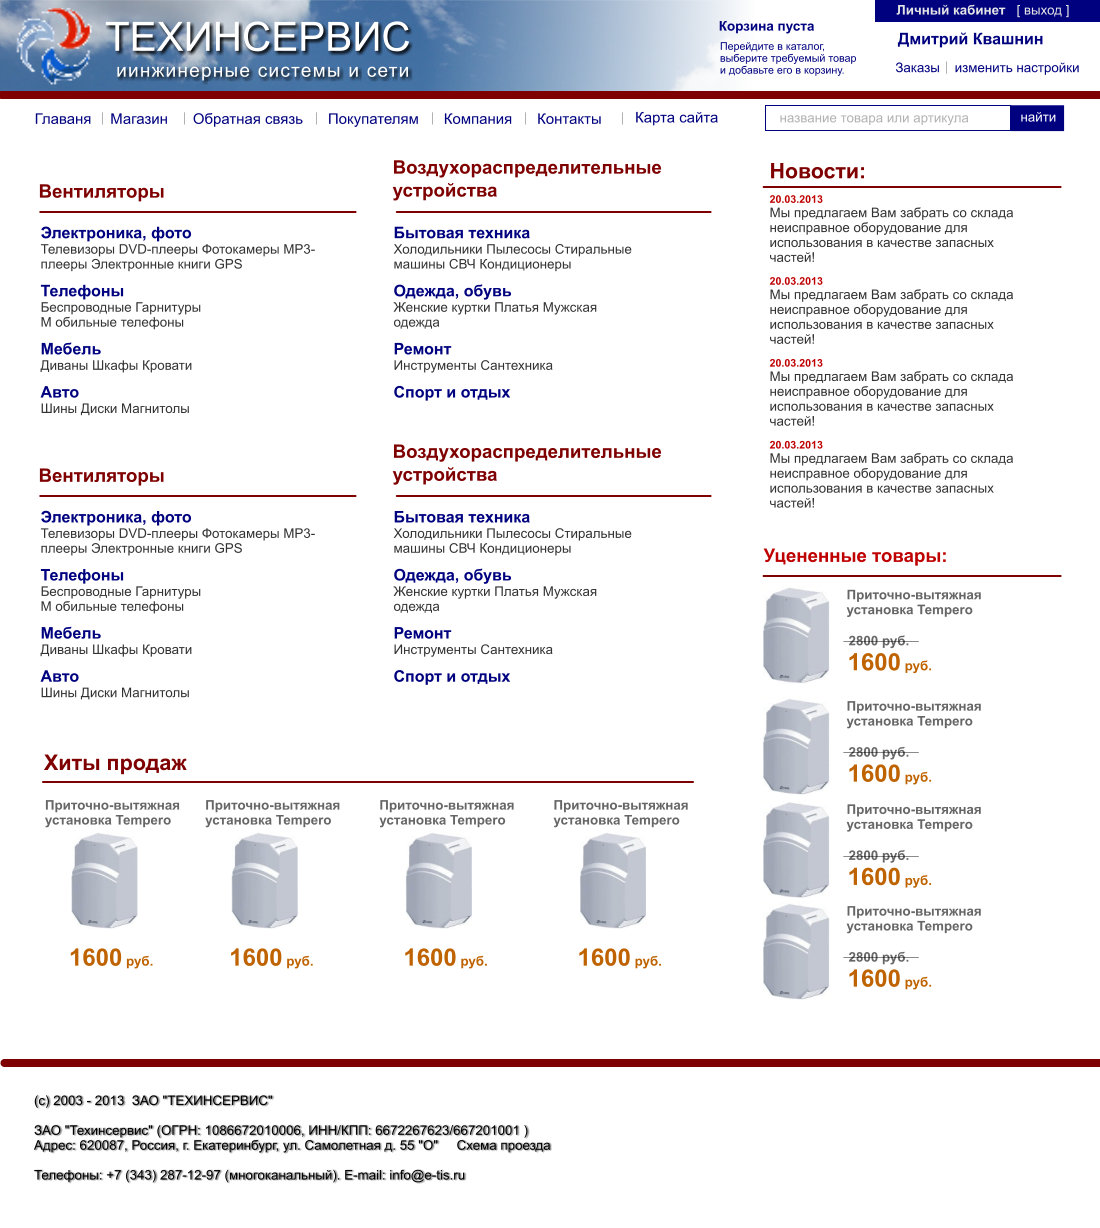 ТЕХИНСЕРВИС
иинжинерные системы и сети
Корзина пуста
Перейдите в каталог,
выберите требуемый товар
и добавьте его в корзину.
Личный кабинет [ выход ]
Дмитрий Квашнин
Заказы | изменить настройки
Главаня | Магазин | Обратная связь | Покупателям | Компания | Контакты | Карта сайта
название товара или артикула найти
Вентиляторы
Электроника, фото
Телевизоры DVD-плееры Фотокамеры MP3-
плееры Электронные книги GPS
Телефоны
Беспроводные Гарнитуры
М обильные телефоны
Мебель
Диваны Шкафы Кровати
Авто
Шины Диски Магнитолы
Воздухораспределительные
устройства
Бытовая техника
Холодильники Пылесосы Стиральные
машины СВЧ Кондиционеры
Одежда, обувь
Женские куртки Платья Мужская
одежда
Ремонт
Инструменты Сантехника
Спорт и отдых
Вентиляторы
Электроника, фото
Телевизоры DVD-плееры Фотокамеры MP3-
плееры Электронные книги GPS
Телефоны
Беспроводные Гарнитуры
М обильные телефоны
Мебель
Диваны Шкафы Кровати
Авто
Шины Диски Магнитолы
Воздухораспределительные
устройства
Бытовая техника
Холодильники Пылесосы Стиральные
машины СВЧ Кондиционеры
Одежда, обувь
Женские куртки Платья Мужская
одежда
Ремонт
Инструменты Сантехника
Спорт и отдых
Хиты продаж
Приточно-вытяжная
установка Tempero
1600 руб.
Приточно-вытяжная
установка Tempero
1600 руб.
Приточно-вытяжная
установка Tempero
1600 руб.
Приточно-вытяжная
установка Tempero
1600 руб.
Новости:
20.03.2013
Мы предлагаем Вам забрать со склада
неисправное оборудование для
использования в качестве запасных
частей!
20.03.2013
Мы предлагаем Вам забрать со склада
неисправное оборудование для
использования в качестве запасных
частей!
20.03.2013
Мы предлагаем Вам забрать со склада
неисправное оборудование для
использования в качестве запасных
частей!
20.03.2013
Мы предлагаем Вам забрать со склада
неисправное оборудование для
использования в качестве запасных
частей!
Уцененные товары:
Приточно-вытяжная
установка Tempero
2800 руб.
1600 руб.
Приточно-вытяжная
установка Tempero
2800 руб.
1600 руб.
Приточно-вытяжная
установка Tempero
2800 руб.
1600 руб.
Приточно-вытяжная
установка Tempero
2800 руб.
1600 руб.
(с) 2003 - 2013 ЗАО "ТЕХИНСЕРВИС"
ЗАО "Техинсервис" (ОГРН: 1086672010006, ИНН/КПП: 6672267623/667201001 )
Адрес: 620087, Россия, г. Екатеринбург, ул. Самолетная д. 55 "О" Схема проезда
Телефоны: +7 (343) 287-12-97 (многоканальный). E-mail: info@e-tis.ru